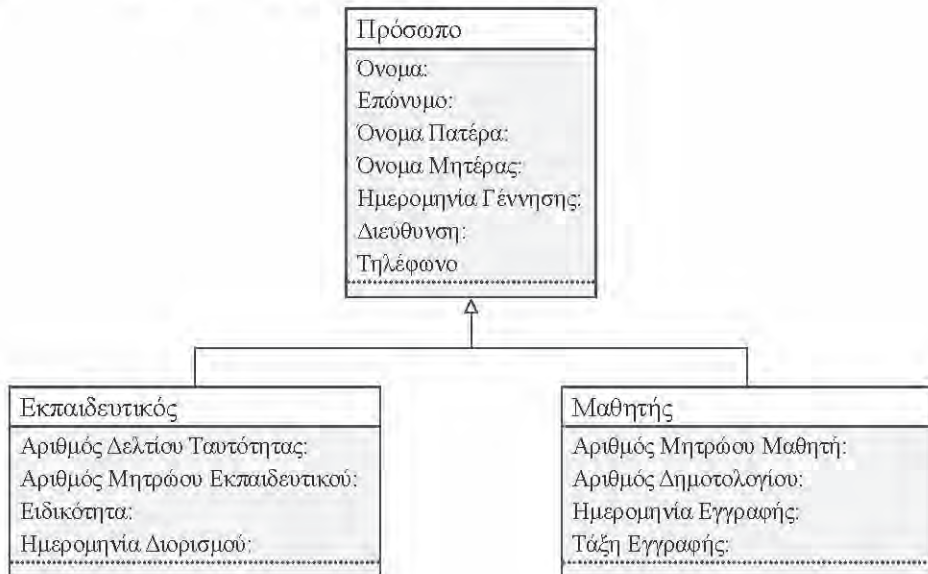 Πρόσωπο
Όνομα:
Επώνυμο:
Όνομα Πατέρα:
Όνομα Μητέρας:
Ημερομηνία Γέννησης:
Διεύθυνση:
Τηλέφωνο
Εκπαιδευτικός
Αριθμός Δελτίου Ταυτότητας:
Αριθμός Μητρώου Εκπαιδευτικού:
Ειδικότητα:
Ημερομηνία Διορισμού:
Μαθητής
Αριθμός Μητρώου Μαθητή:
Αριθμός Δημοτολογίου:
Ημερομηνία Εγγραφής:
Τάξη Εγγραφής: